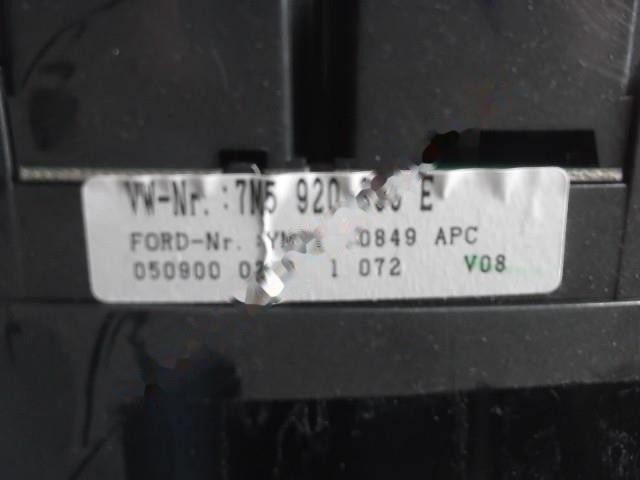 VW-Nr. :7M5 920 E
FORD-Nr. 0849 APC
050900 1 072 V08